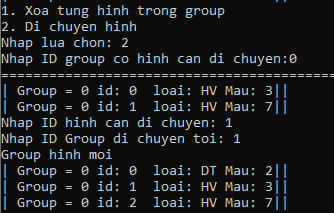 1. Xoa tung hinh trong group
2. Di chuyen hinh
Nhap lua chon: 2
Nhap ID group co hinh can di chuyen:0
==========================================
| Group = 0 id: 0  loai: HV Mau: 3||
| Group = 0 id: 1  loai: HV Mau: 7||
Nhap ID hinh can di chuyen: 1
Nhap ID Group di chuyen toi: 1
Group hinh moi
| Group = 0 id: 0  loai: DT Mau: 2||
| Group = 0 id: 1  loai: HV Mau: 3||
| Group = 0 id: 2  loai: HV Mau: 7||